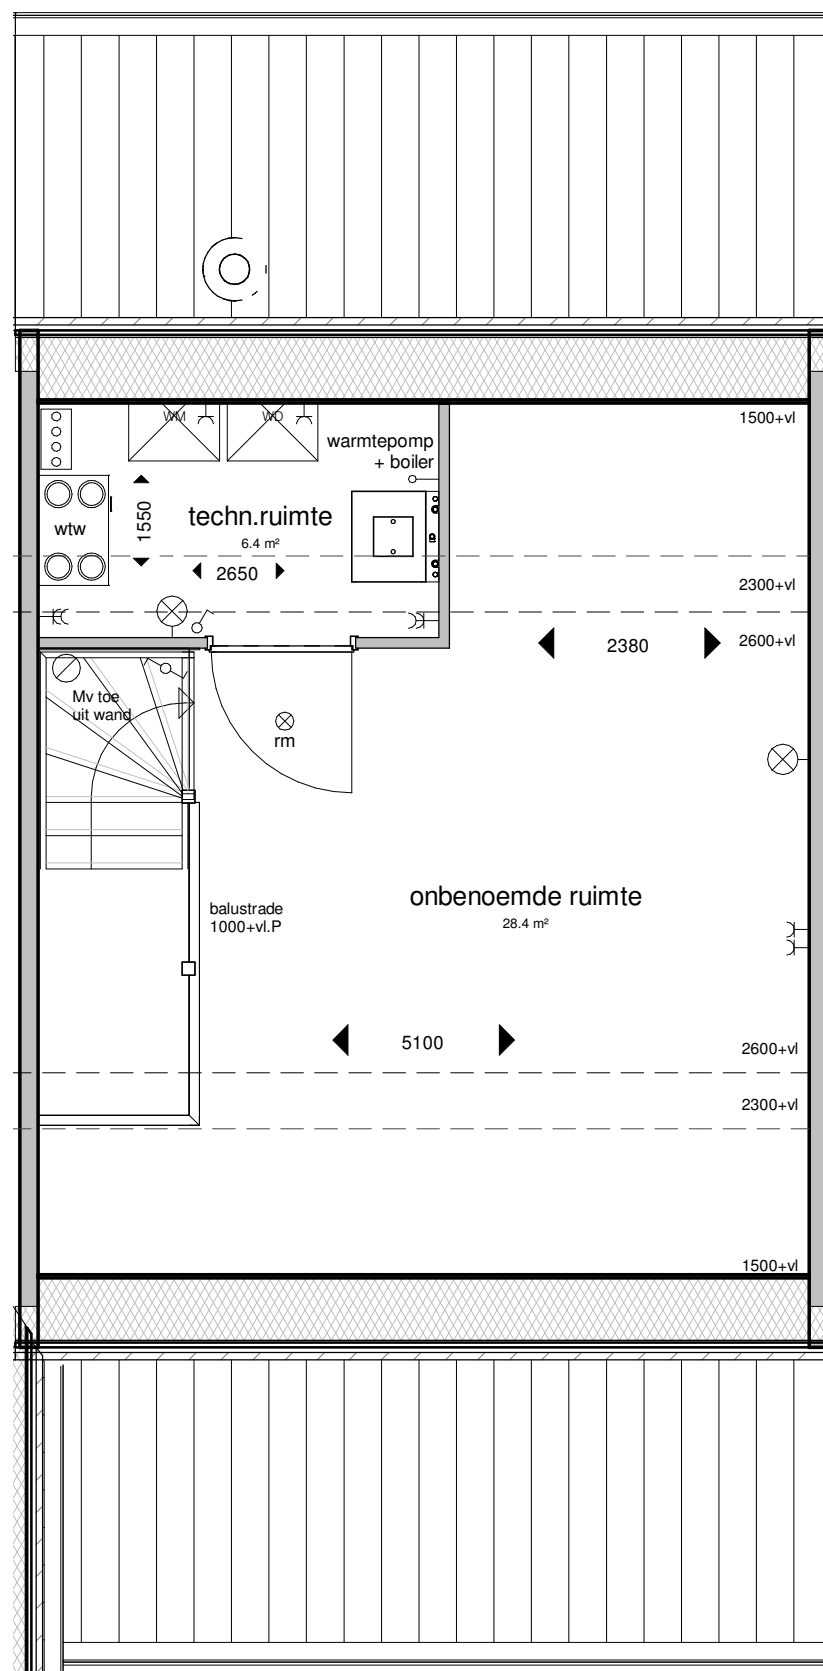 WM
WD
1500+vl
warmtepomp
+ boiler
1550
techn.ruimte
wtw
6.4 m²
2650
2300+vl
2380
2600+vl
Mv toe
uit wand
rm
onbenoemde ruimte
28.4 m²
balustrade
1000+vl.P
5100
2600+vl
2300+vl
1500+vl